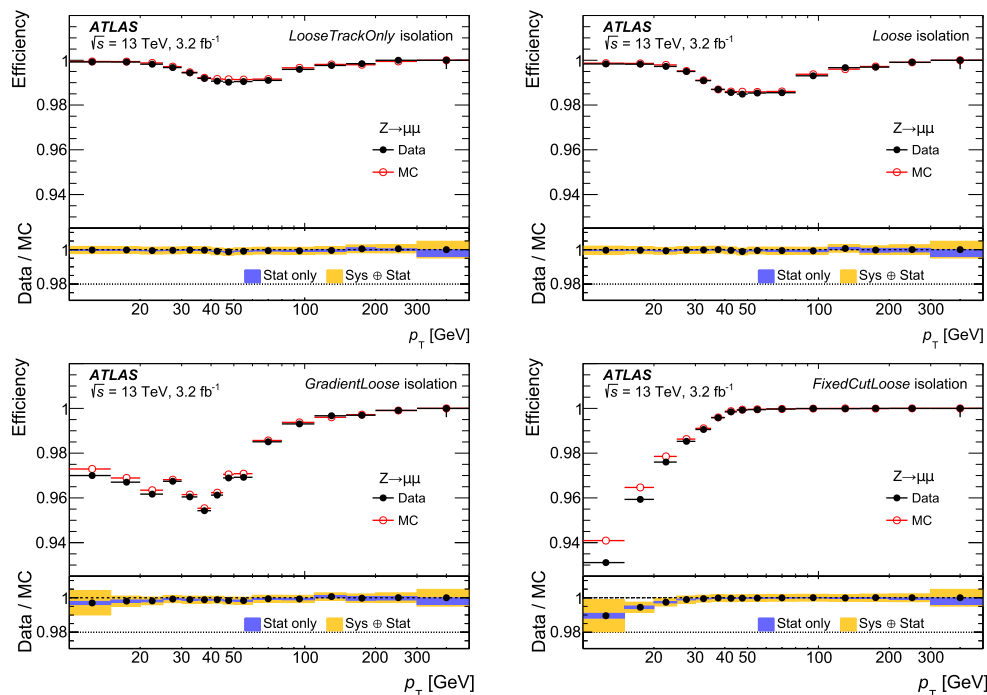 ATLAS
√s = 13 TeV, 3.2 fb⁻¹
LooseTrackOnly isolation
Efficiency
1
0.98
0.96
0.94
Z→μμ
Data
MC
Data / MC
1
0.98
Stat only
Sys ⊕ Stat
20 30 40 50 100 200 300
p_T [GeV]
ATLAS
√s = 13 TeV, 3.2 fb⁻¹
Loose isolation
Efficiency
1
0.98
0.96
0.94
Z→μμ
Data
MC
Data / MC
1
0.98
Stat only
Sys ⊕ Stat
20 30 40 50 100 200 300
p_T [GeV]
ATLAS
√s = 13 TeV, 3.2 fb⁻¹
GradientLoose isolation
Efficiency
1
0.98
0.96
0.94
Z→μμ
Data
MC
Data / MC
1
0.98
Stat only
Sys ⊕ Stat
20 30 40 50 100 200 300
p_T [GeV]
ATLAS
√s = 13 TeV, 3.2 fb⁻¹
FixedCutLoose isolation
Efficiency
1
0.98
0.96
0.94
Z→μμ
Data
MC
Data / MC
1
0.98
Stat only
Sys ⊕ Stat
20 30 40 50 100 200 300
p_T [GeV]